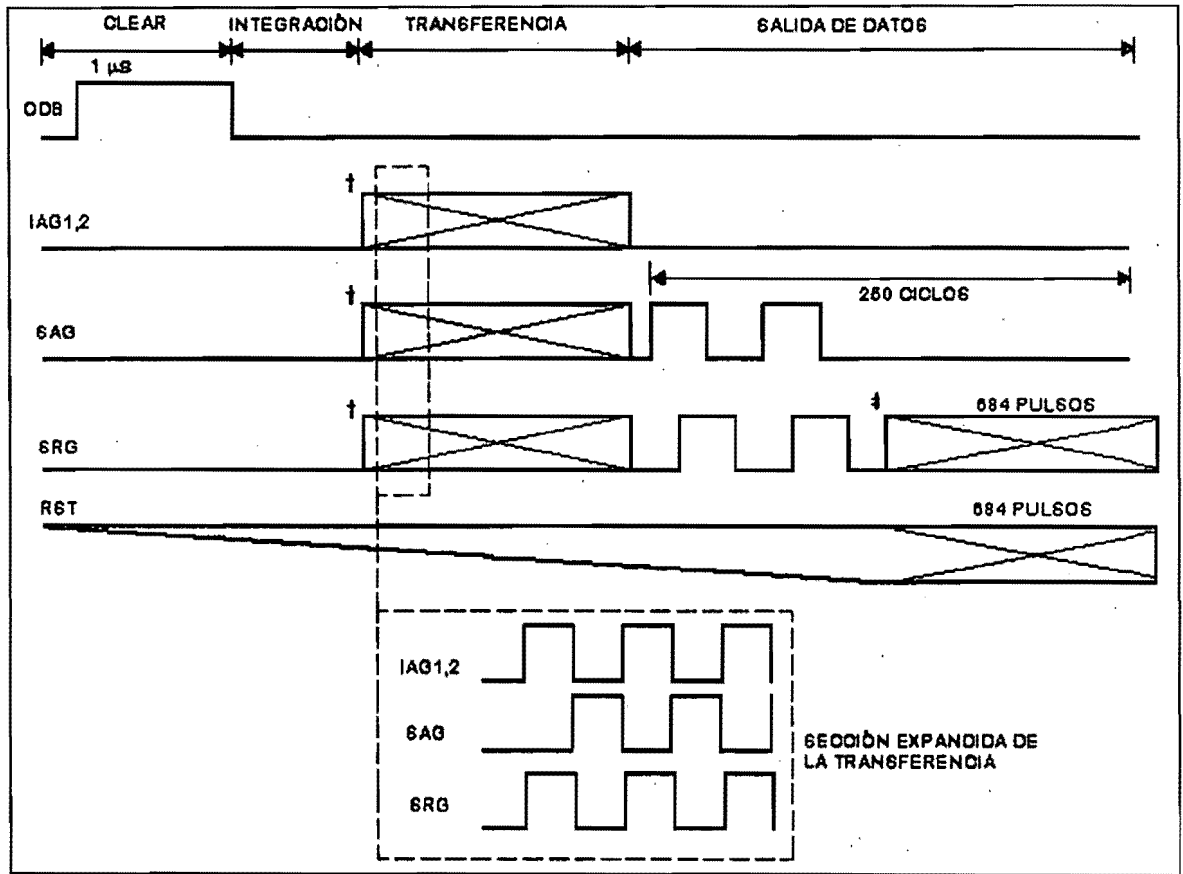 CLEAR INTEGRACIÒN TRANSFERENCIA SALIDA DE DATOS
1 µs
ODB
†
IAG1,2
250 CICLOS
†
SAG
† ‡ 684 PULSOS
SRG
RST 684 PULSOS
IAG1,2
SAG
SECCIÒN EXPANDIDA DE
LA TRANSFERENCIA
SRG